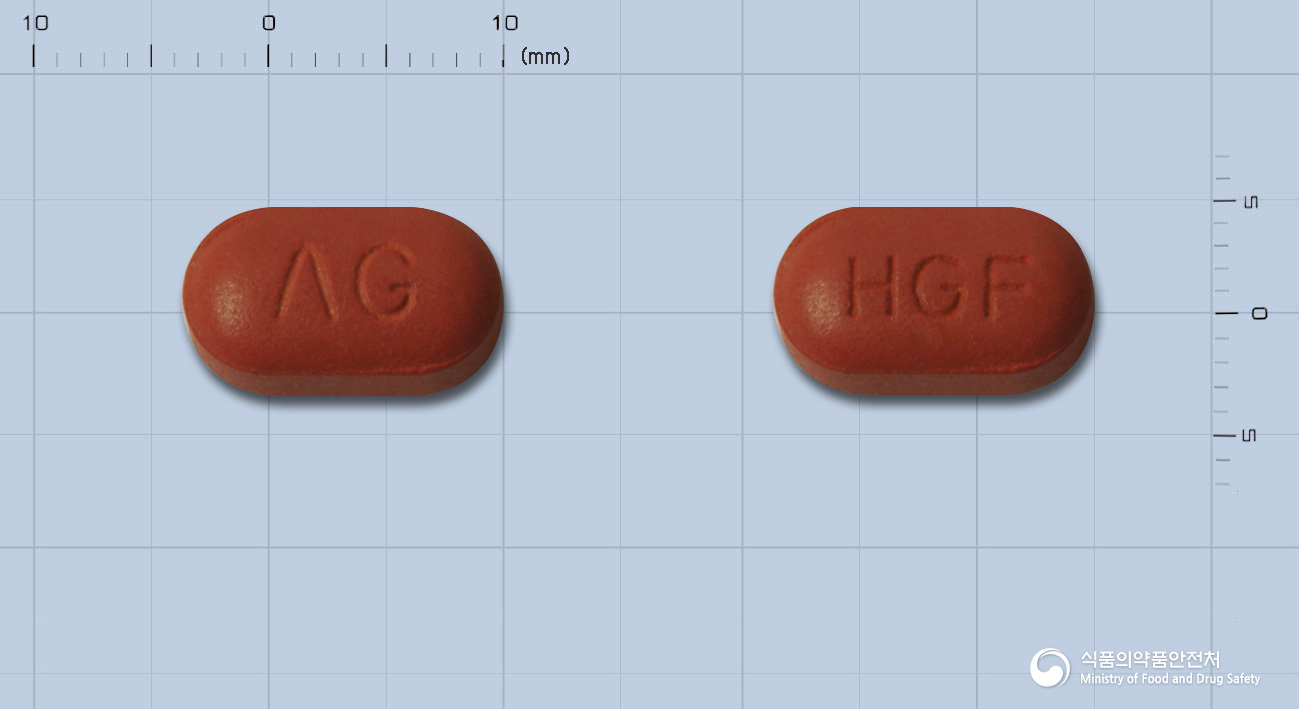 10 0 10
(mm)
5
0
5
AG
HGF
식품의약품안전처
Ministry of Food and Drug Safety